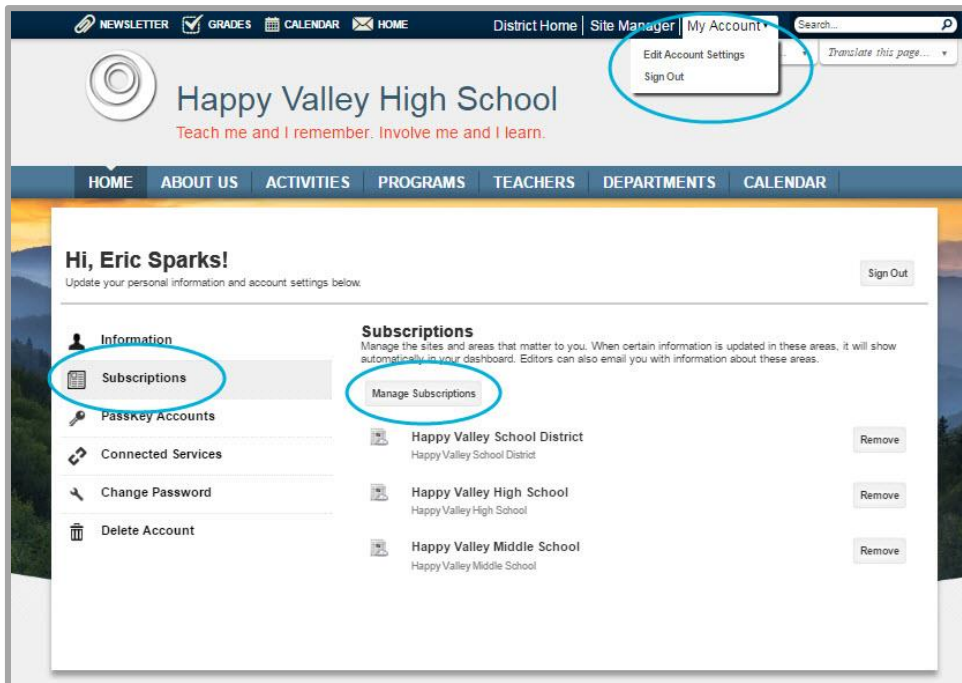 NEWSLETTER GRADES CALENDAR HOME District Home Site Manager My Account Search...
Edit Account Settings
Sign Out
Translate this page...
Happy Valley High School
Teach me and I remember. Involve me and I learn.
HOME ABOUT US ACTIVITIES PROGRAMS TEACHERS DEPARTMENTS CALENDAR
Hi, Eric Sparks!
Update your personal information and account settings below.
Sign Out
Information
Subscriptions
PassKey Accounts
Connected Services
Change Password
Delete Account
Subscriptions
Manage the sites and areas that matter to you. When certain information is updated in these areas, it will show
automatically in your dashboard. Editors can also email you with information about these areas.
Manage Subscriptions
Happy Valley School District
Happy Valley School District
Remove
Happy Valley High School
Happy Valley High School
Remove
Happy Valley Middle School
Happy Valley Middle School
Remove